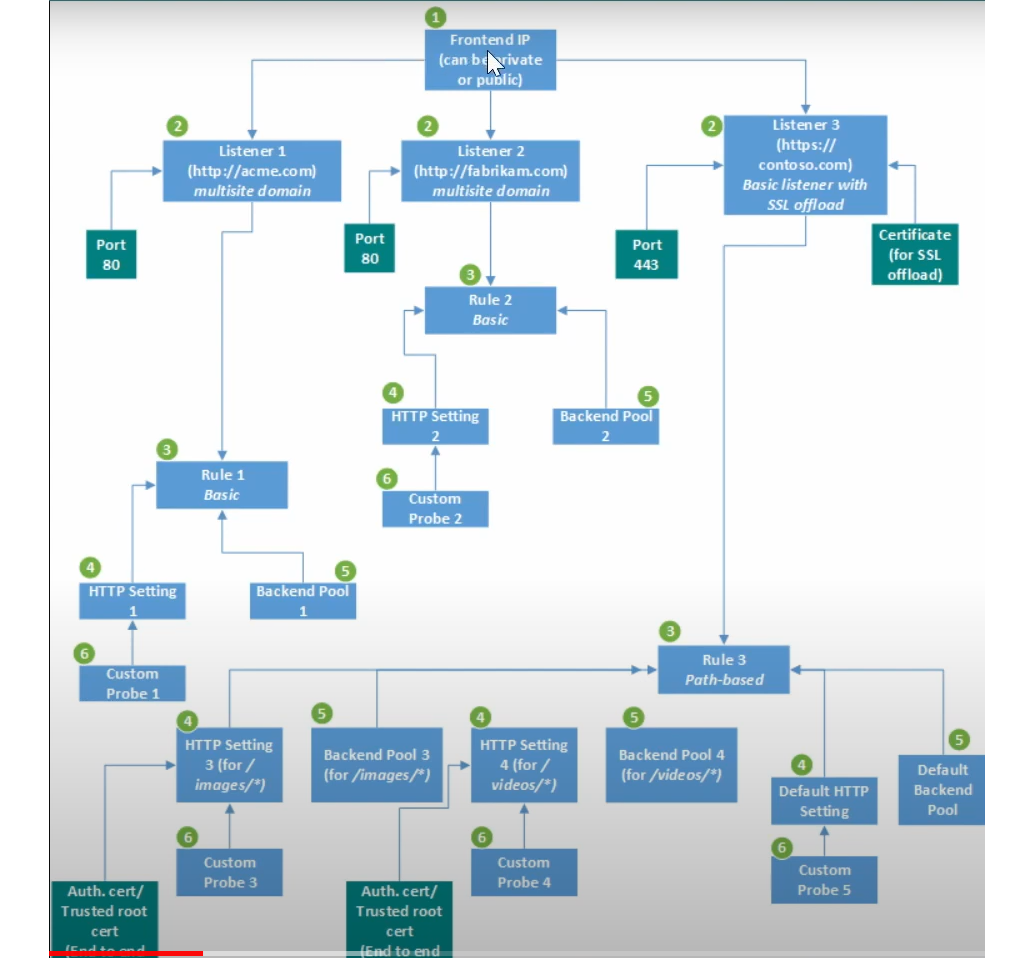 1
Frontend IP
(can be private
or public)
2
Listener 1
(http://acme.com)
multisite domain
2
Listener 2
(http://fabrikam.com)
multisite domain
2
Listener 3
(https://
contoso.com)
Basic listener with
SSL offload
Port
80
Port
80
Port
443
Certificate
(for SSL
offload)
3
Rule 2
Basic
4
HTTP Setting
2
5
Backend Pool
2
6
Custom
Probe 2
3
Rule 1
Basic
4
HTTP Setting
1
5
Backend Pool
1
6
Custom
Probe 1
3
Rule 3
Path-based
4
HTTP Setting
3 (for /
images/*)
5
Backend Pool 3
(for /images/*)
4
HTTP Setting
4 (for /
videos/*)
5
Backend Pool 4
(for /videos/*)
4
Default HTTP
Setting
5
Default
Backend
Pool
6
Custom
Probe 3
6
Custom
Probe 4
6
Custom
Probe 5
Auth. cert/
Trusted root
cert
(End to end
Auth. cert/
Trusted root
cert
(End to end